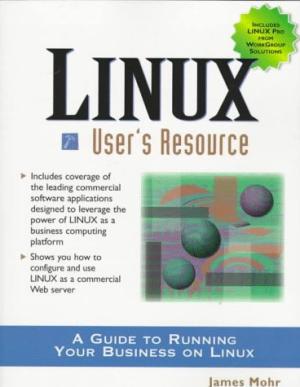 INCLUDES
LINUX PRO
FROM
WORKGROUP
SOLUTIONS
LINUX
User's Resource
Includes coverage of
the leading commercial
software applications
designed to leverage the
power of LINUX as a
business computing
platform
Shows you how to
configure and use
LINUX as a commercial
Web server
A GUIDE TO RUNNING
YOUR BUSINESS ON LINUX
James Mohr